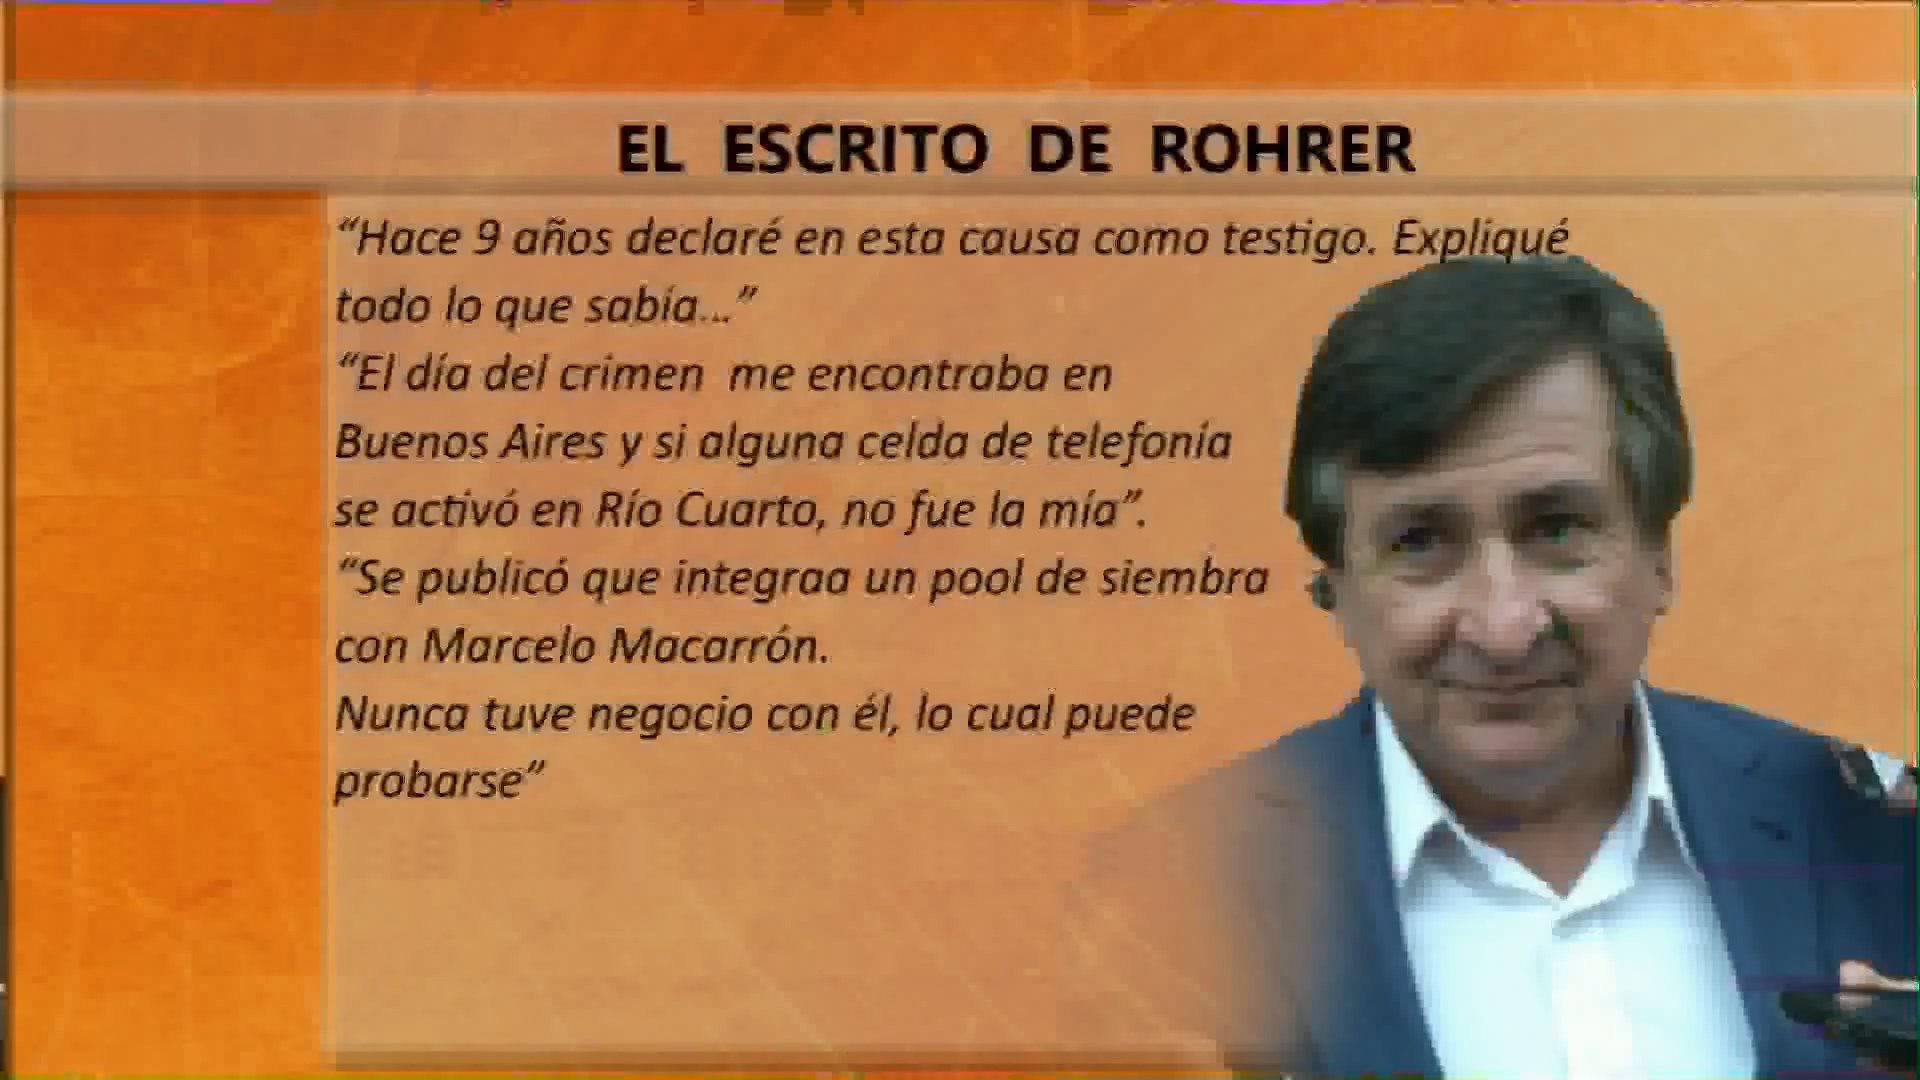 EL ESCRITO DE ROHRER
“Hace 9 años declaré en esta causa como testigo. Expliqué
todo lo que sabía...”
“El día del crimen me encontraba en
Buenos Aires y si alguna celda de telefonía
se activó en Río Cuarto, no fue la mía”.
“Se publicó que integraa un pool de siembra
con Marcelo Macarrón.
Nunca tuve negocio con él, lo cual puede
probarse”